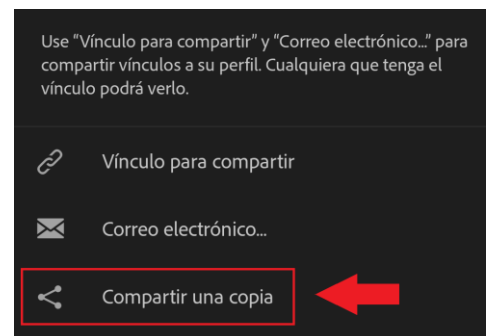 Use “Vínculo para compartir” y “Correo electrónico...” para
compartir vínculos a su perfil. Cualquiera que tenga el
vínculo podrá verlo.
Vínculo para compartir
Correo electrónico...
Compartir una copia